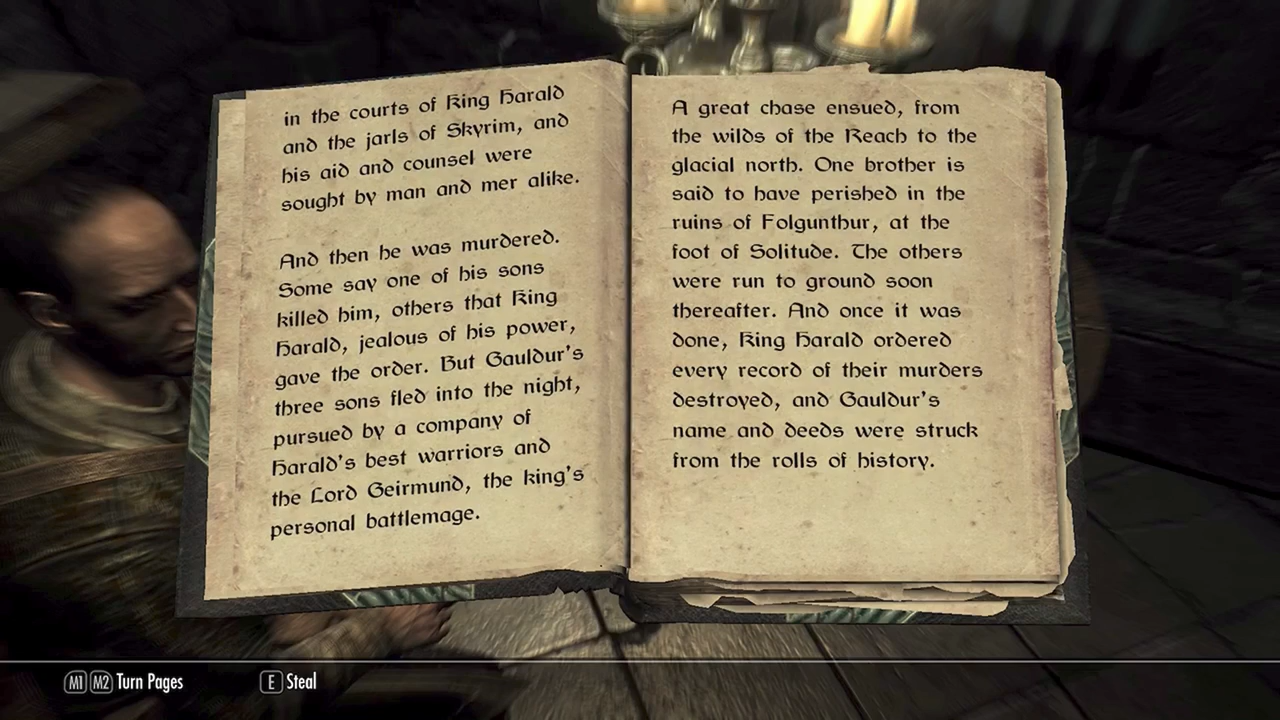 in the courts of King Harald
and the jarls of Skyrim, and
his aid and counsel were
sought by man and mer alike.
And then he was murdered.
Some say one of his sons
killed him, others that King
Harald, jealous of his power,
gave the order. But Gauldur's
three sons fled into the night,
pursued by a company of
Harald's best warriors and
the Lord Geirmund, the king's
personal battlemage.
A great chase ensued, from
the wilds of the Reach to the
glacial north. One brother is
said to have perished in the
ruins of Folgunthur, at the
foot of Solitude. The others
were run to ground soon
thereafter. And once it was
done, King Harald ordered
every record of their murders
destroyed, and Gauldur's
name and deeds were struck
from the rolls of history.
M1 M2 Turn Pages
E Steal